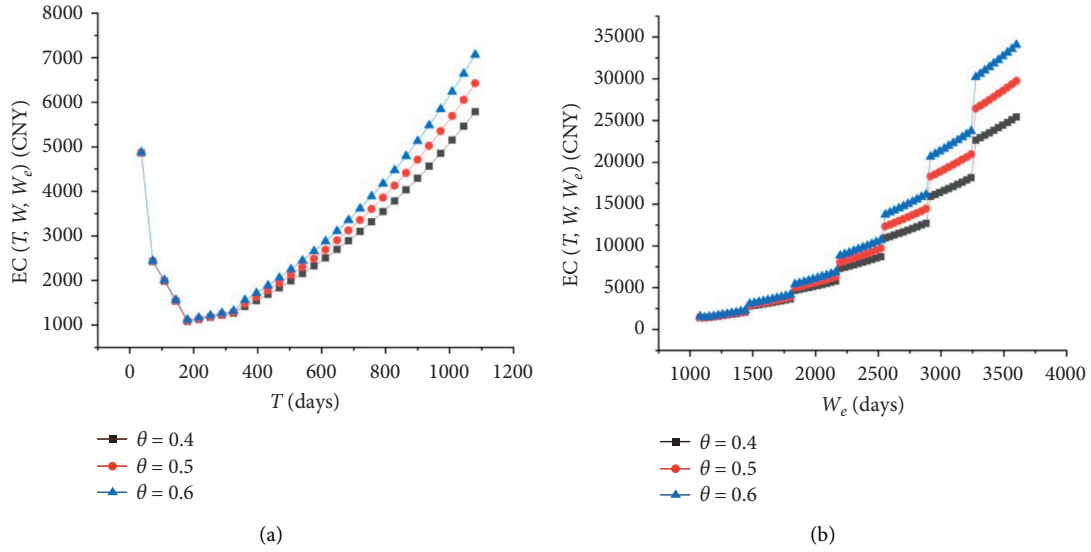 8000
7000
6000
5000
4000
3000
2000
1000
EC (T, W, We) (CNY)
0 200 400 600 800 1000 1200
T (days)
θ = 0.4
θ = 0.5
θ = 0.6
(a)
35000
30000
25000
20000
15000
10000
5000
0
EC (T, W, We) (CNY)
1000 1500 2000 2500 3000 3500 4000
We (days)
θ = 0.4
θ = 0.5
θ = 0.6
(b)